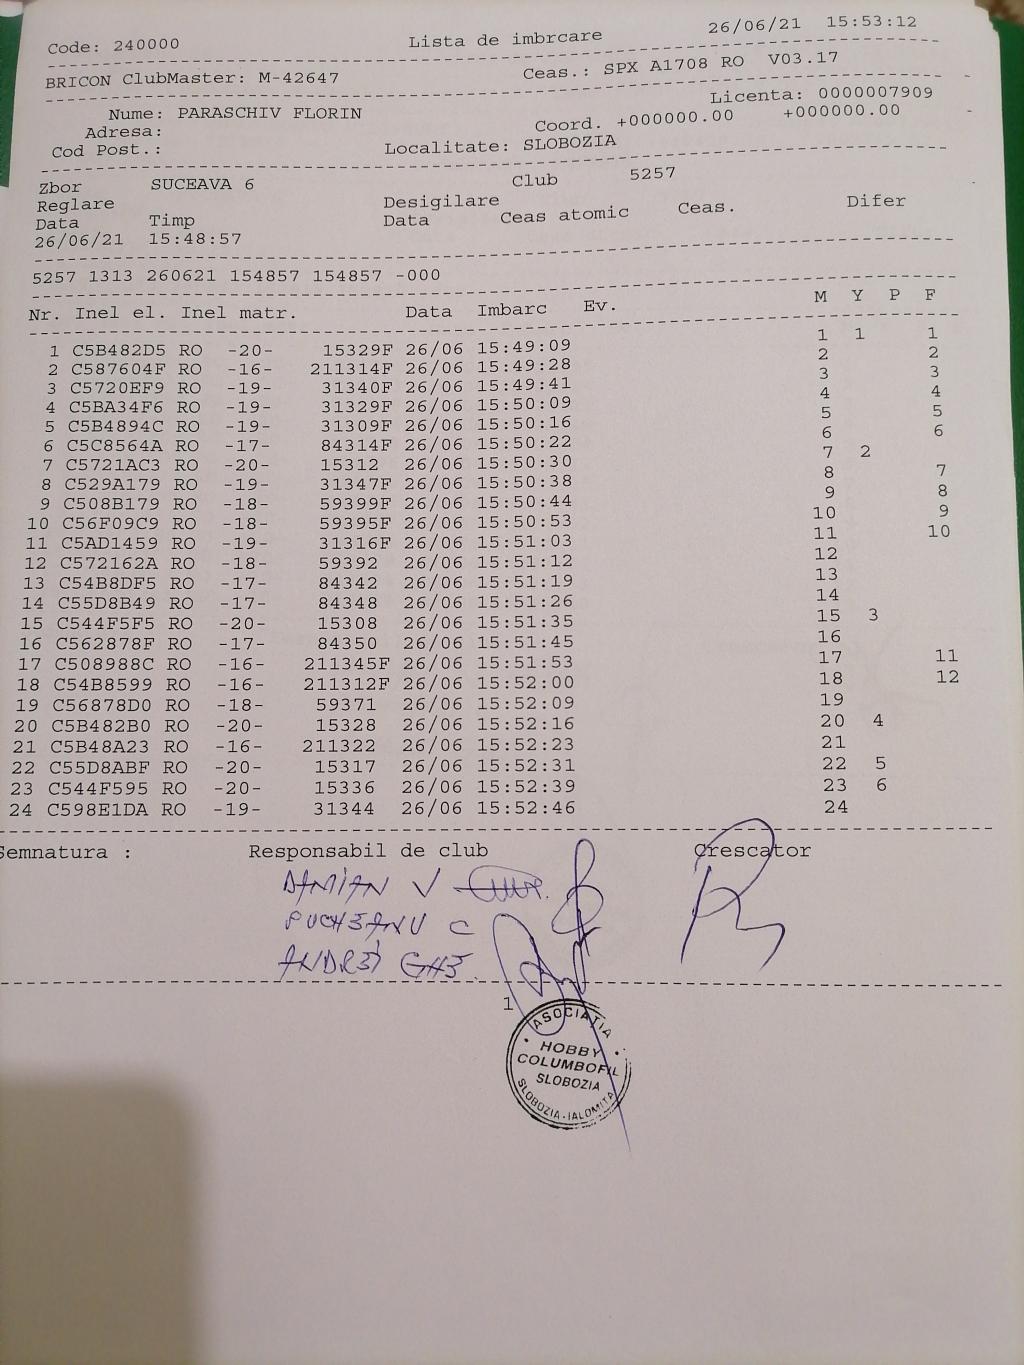 Code: 240000 Lista de imbrcare 26/06/21 15:53:12
BRICON ClubMaster: M-42647 Ceas.: SPX A1708 RO V03.17
Nume: PARASCHIV FLORIN Licenta: 0000007909
Adresa: Coord. +000000.00 +000000.00
Cod Post.: Localitate: SLOBOZIA
Zbor SUCEAVA 6 Club 5257
Reglare Desigilare
Data Timp Data Ceas atomic Ceas. Difer
26/06/21 15:48:57
5257 1313 260621 154857 154857 -000
Nr. Inel el. Inel matr. Data Imbarc Ev. M Y P F
1 C5B482D5 RO -20- 15329F 26/06 15:49:09 1 1 1
2 C587604F RO -16- 211314F 26/06 15:49:28 2 2
3 C5720EF9 RO -19- 31340F 26/06 15:49:41 3 3
4 C5BA34F6 RO -19- 31329F 26/06 15:50:09 4 4
5 C5B4894C RO -19- 31309F 26/06 15:50:16 5 5
6 C5C8564A RO -17- 84314F 26/06 15:50:22 6 6
7 C5721AC3 RO -20- 15312 26/06 15:50:30 7 2
8 C529A179 RO -19- 31347F 26/06 15:50:38 8 7
9 C508B179 RO -18- 59399F 26/06 15:50:44 9 8
10 C56F09C9 RO -18- 59395F 26/06 15:50:53 10 9
11 C5AD1459 RO -19- 31316F 26/06 15:51:03 11 10
12 C572162A RO -18- 59392 26/06 15:51:12 12
13 C54B8DF5 RO -17- 84342 26/06 15:51:19 13
14 C55D8B49 RO -17- 84348 26/06 15:51:26 14
15 C544F5F5 RO -20- 15308 26/06 15:51:35 15 3
16 C562878F RO -17- 84350 26/06 15:51:45 16
17 C508988C RO -16- 211345F 26/06 15:51:53 17 11
18 C54B8599 RO -16- 211312F 26/06 15:52:00 18 12
19 C56878D0 RO -18- 59371 26/06 15:52:09 19
20 C5B482B0 RO -20- 15328 26/06 15:52:16 20 4
21 C5B48A23 RO -16- 211322 26/06 15:52:23 21
22 C55D8ABF RO -20- 15317 26/06 15:52:31 22 5
23 C544F595 RO -20- 15336 26/06 15:52:39 23 6
24 C598E1DA RO -19- 31344 26/06 15:52:46 24
Semnatura : Responsabil de club Crescator
DAMIAN V
PUCHEANU C
ANDREI GHE.
1
ASOCIATIA
HOBBY
COLUMBOFIL
SLOBOZIA
SLOBOZIA-IALOMITA